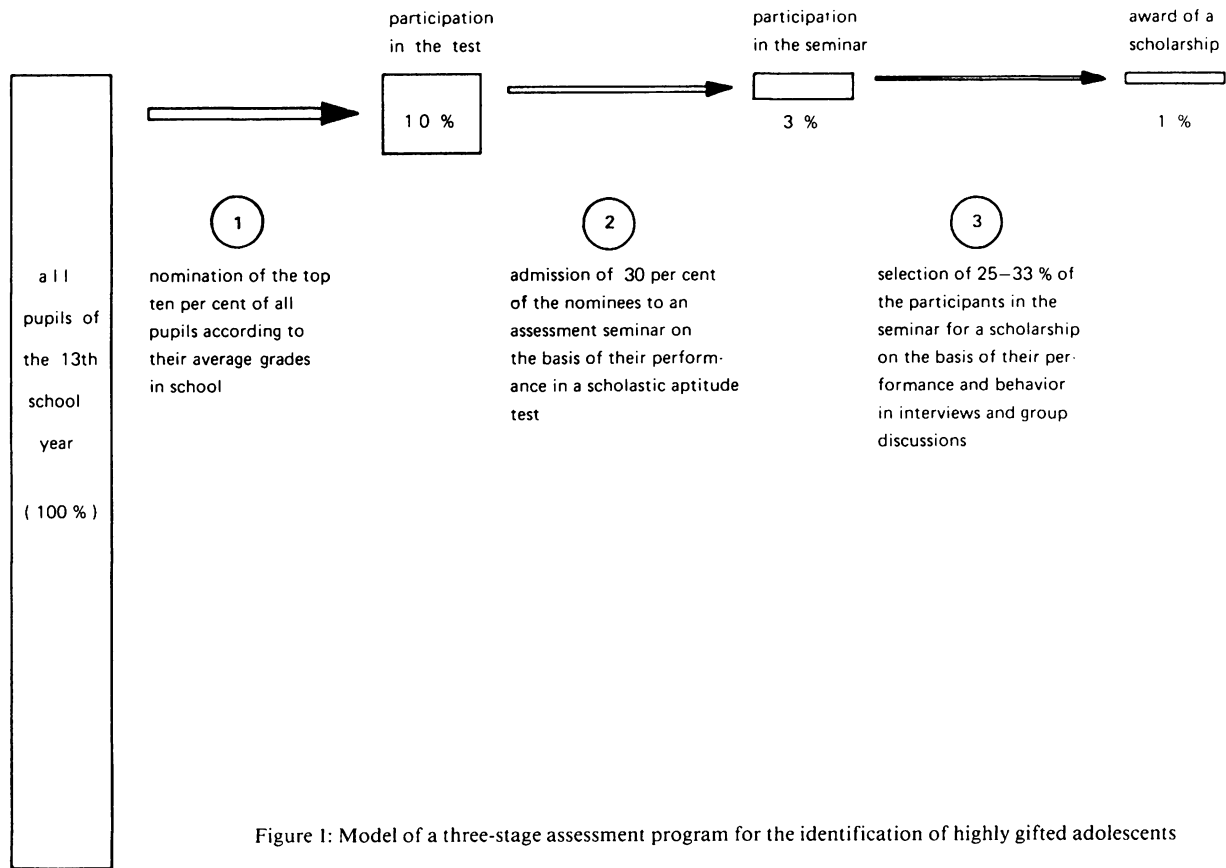 participation
in the test
participation
in the seminar
award of a
scholarship
10 %
3 %
1 %
all
pupils of
the 13th
school
year
(100 %)
1
nomination of the top
ten per cent of all
pupils according to
their average grades
in school
2
admission of 30 per cent
of the nominees to an
assessment seminar on
the basis of their perform-
ance in a scholastic aptitude
test
3
selection of 25–33 % of
the participants in the
seminar for a scholarship
on the basis of their per-
formance and behavior
in interviews and group
discussions
Figure 1: Model of a three-stage assessment program for the identification of highly gifted adolescents